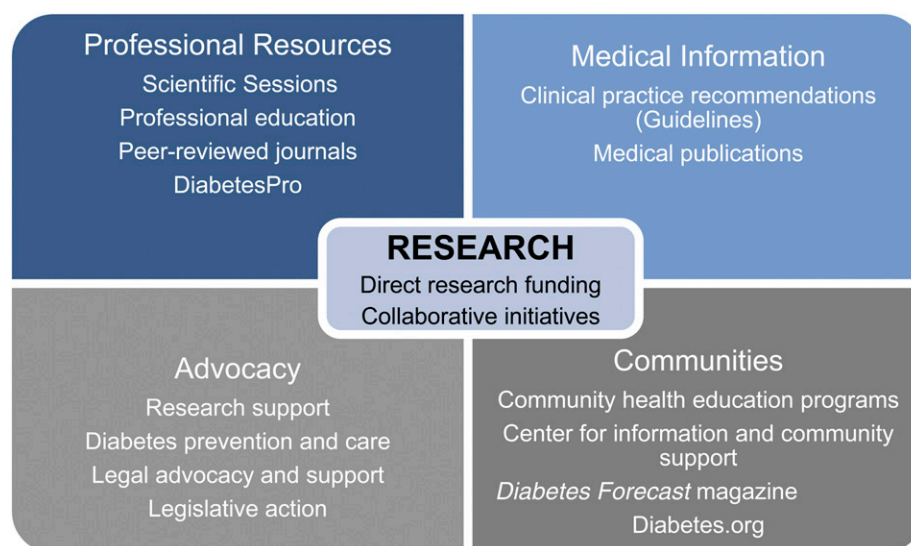 Professional Resources
Scientific Sessions
Professional education
Peer-reviewed journals
DiabetesPro
Medical Information
Clinical practice recommendations
(Guidelines)
Medical publications
RESEARCH
Direct research funding
Collaborative initiatives
Advocacy
Research support
Diabetes prevention and care
Legal advocacy and support
Legislative action
Communities
Community health education programs
Center for information and community
support
Diabetes Forecast magazine
Diabetes.org